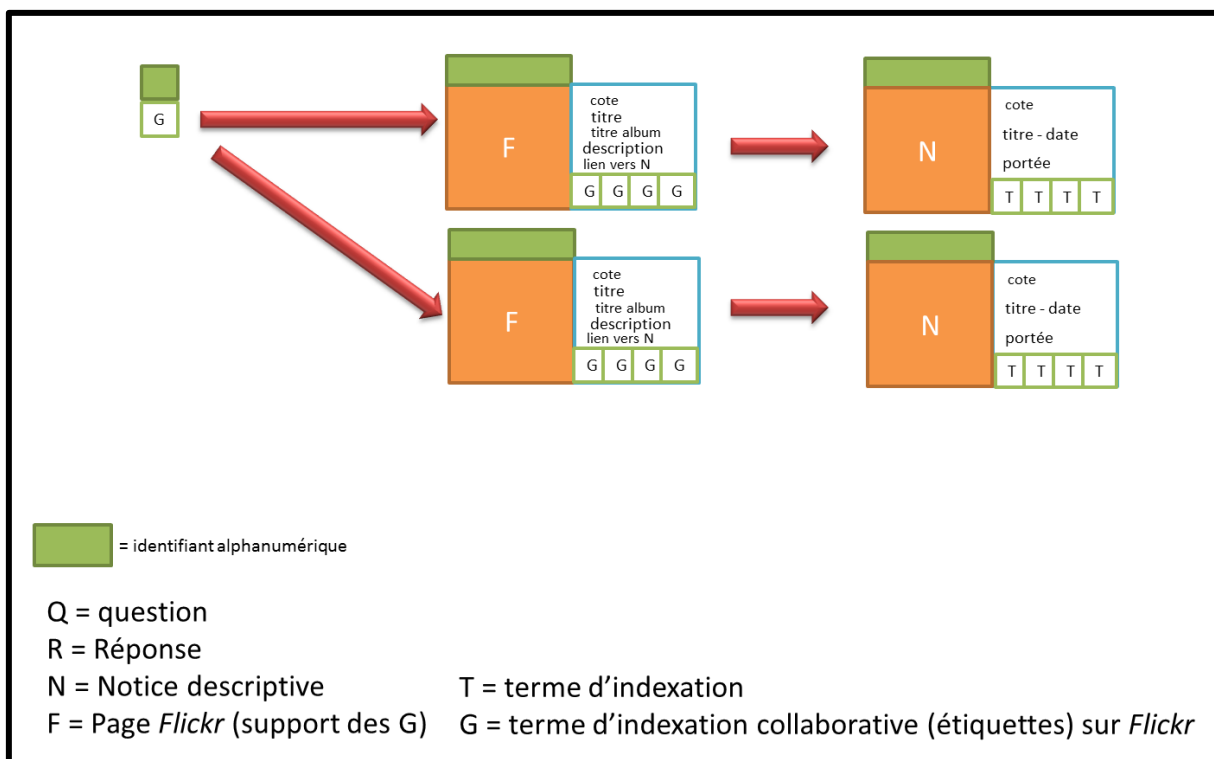 G
F
cote
titre
titre album
description
lien vers N
G G G G
N
cote
titre - date
portée
T T T T
F
cote
titre
titre album
description
lien vers N
G G G G
N
cote
titre - date
portée
T T T T
= identifiant alphanumérique
Q = question
R = Réponse
N = Notice descriptive
T = terme d'indexation
F = Page Flickr (support des G)
G = terme d'indexation collaborative (étiquettes) sur Flickr